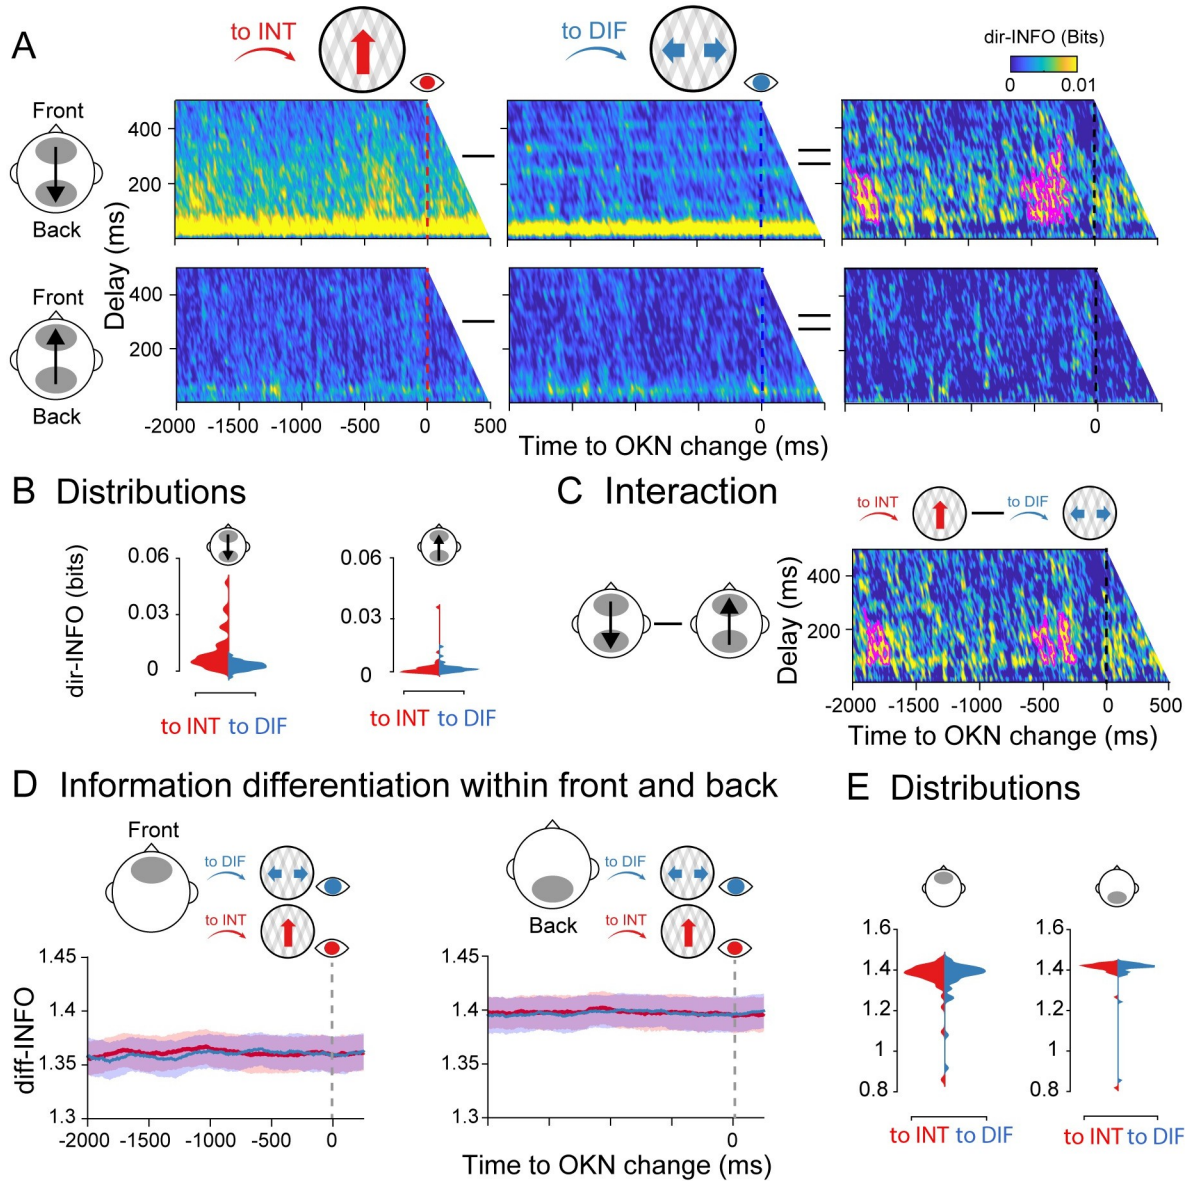 A
to INT
to DIF
dir-INFO (Bits)
0 0.01
Front
Back
Front
Back
Delay (ms)
400
200
400
200
-2000 -1500 -1000 -500 0 500
0
0
Time to OKN change (ms)
B Distributions
dir-INFO (bits)
0.06
0.03
0
0.06
0.03
0
to INT to DIF
to INT to DIF
C Interaction
to INT
to DIF
Delay (ms)
400
200
-2000 -1500 -1000 -500 0 500
Time to OKN change (ms)
D Information differentiation within front and back
Front
to DIF
to INT
Back
to DIF
to INT
diff-INFO
1.45
1.4
1.35
1.3
-2000 -1500 -1000 -500 0
1.45
1.4
1.35
1.3
0
Time to OKN change (ms)
E Distributions
1.6
1.4
1.2
1
0.8
1.6
1.4
1.2
1
0.8
to INT to DIF
to INT to DIF